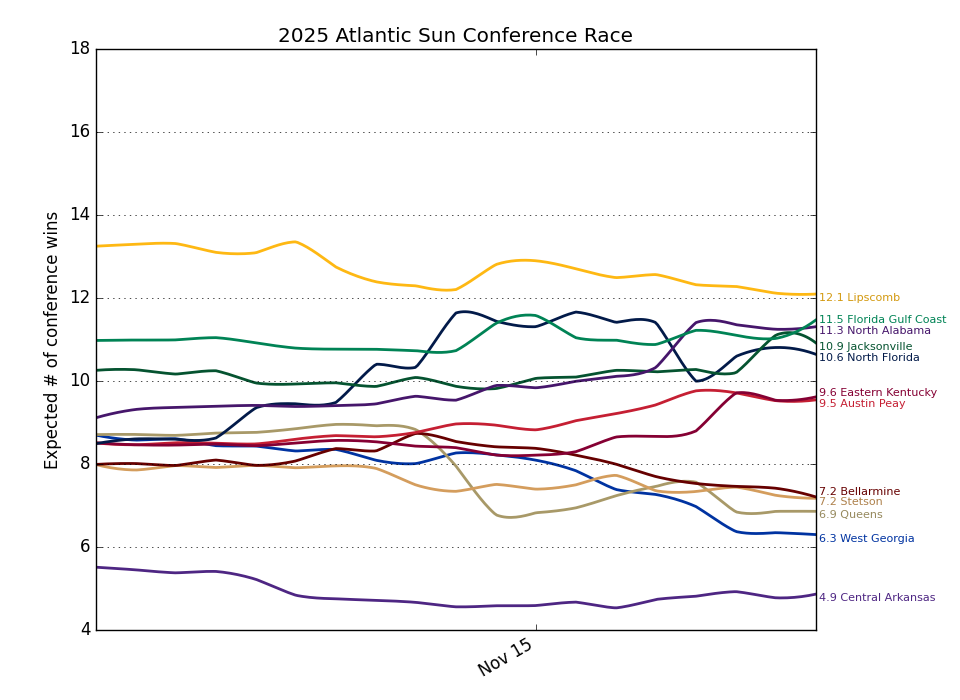 2025 Atlantic Sun Conference Race
Expected # of conference wins
18
16
14
12
10
8
6
4
Nov 15
12.1 Lipscomb
11.5 Florida Gulf Coast
11.3 North Alabama
10.9 Jacksonville
10.6 North Florida
9.6 Eastern Kentucky
9.5 Austin Peay
7.2 Bellarmine
7.2 Stetson
6.9 Queens
6.3 West Georgia
4.9 Central Arkansas